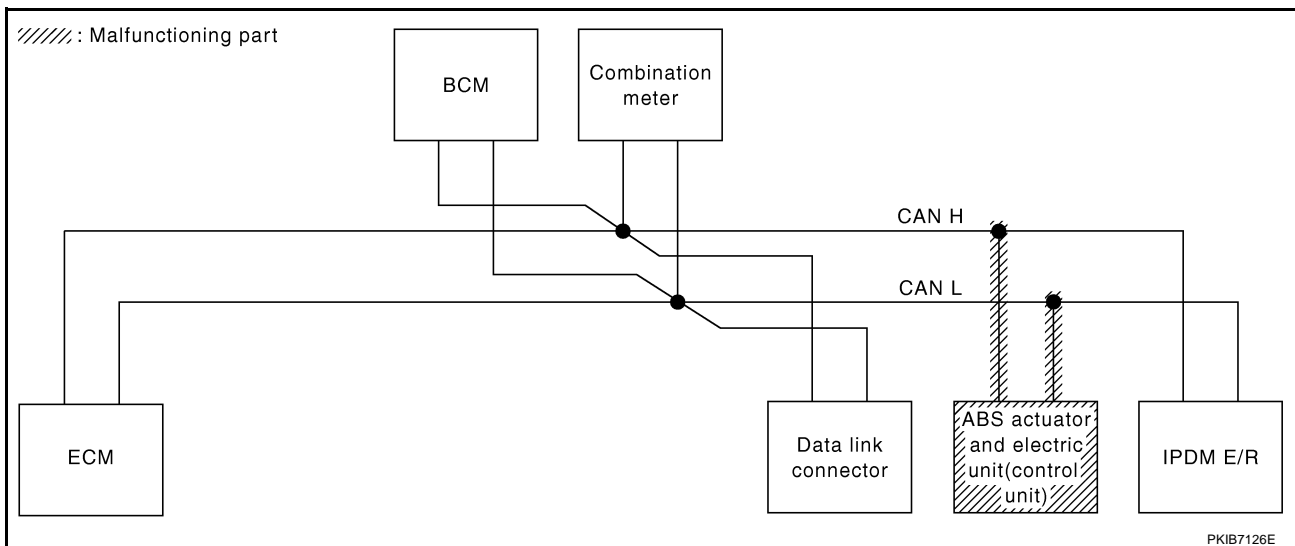 : Malfunctioning part
BCM
Combination
meter
CAN H
CAN L
ECM
Data link
connector
ABS actuator
and electric
unit(control
unit)
IPDM E/R
PKIB7126E